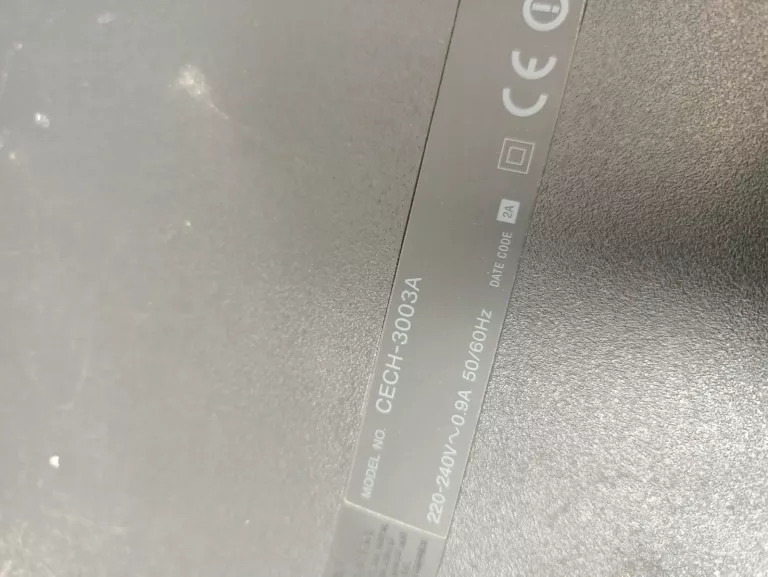 MODEL NO. CECH-3003A
220-240V～0.9A 50/60Hz
DATE CODE 2A
CE